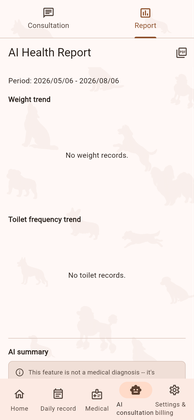 Consultation
Report
AI Health Report
Period: 2026/05/06 - 2026/08/06
Weight trend
No weight records.
Toilet frequency trend
No toilet records.
AI summary
This feature is not a medical diagnosis – it's
Home
Daily record
Medical
AI consultation
Settings & billing